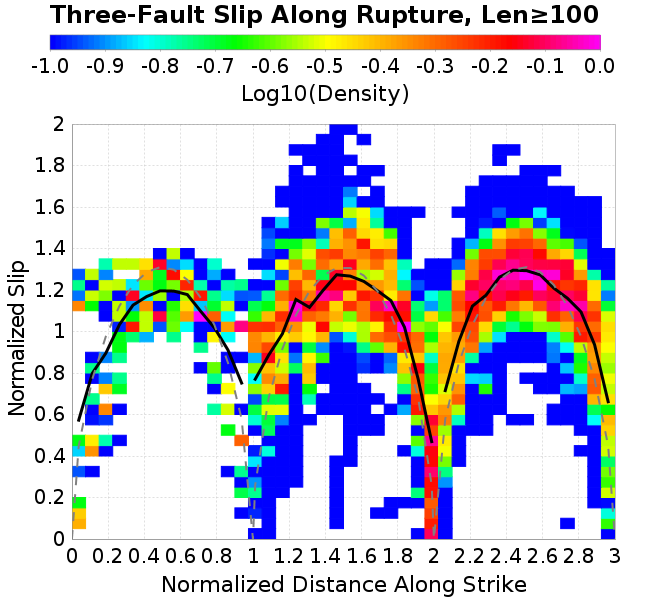 Three-Fault Slip Along Rupture, Len≥100
-1.0 -0.9 -0.8 -0.7 -0.6 -0.5 -0.4 -0.3 -0.2 -0.1 0.0
Log10(Density)
Normalized Slip
2
1.8
1.6
1.4
1.2
1
0.8
0.6
0.4
0.2
0
0 0.2 0.4 0.6 0.8 1 1.2 1.4 1.6 1.8 2 2.2 2.4 2.6 2.8 3
Normalized Distance Along Strike